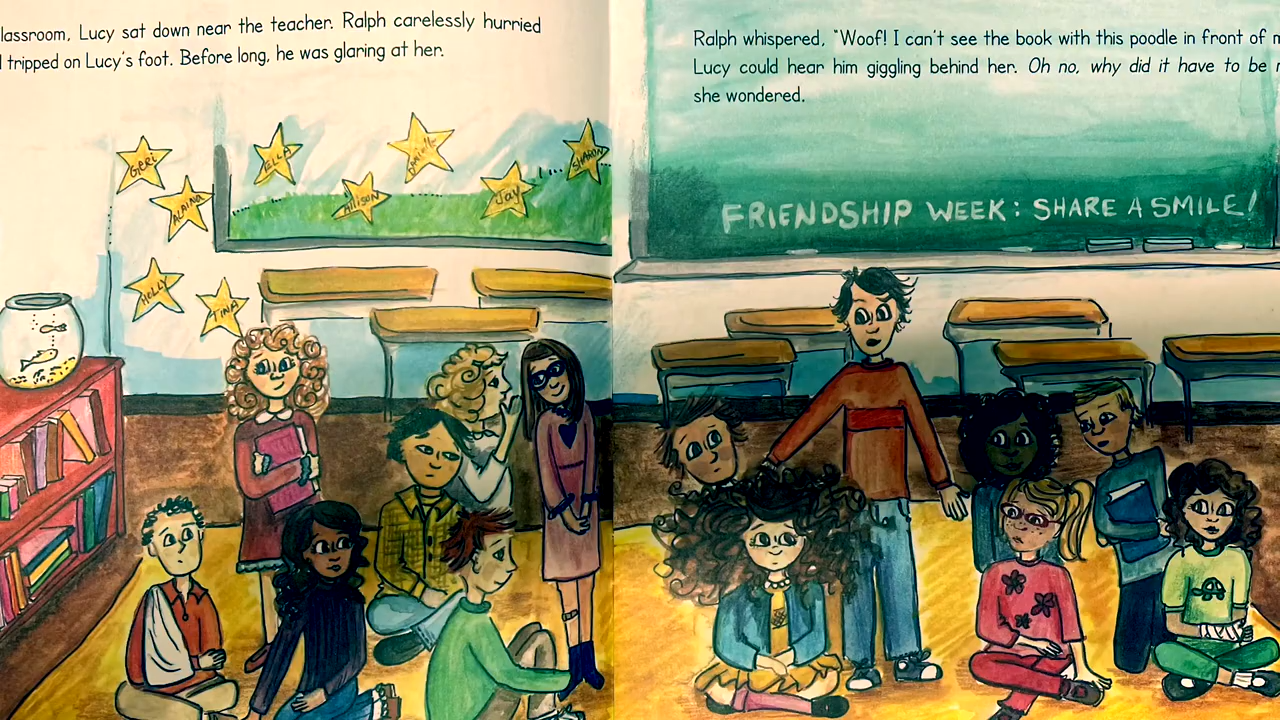 lassroom, Lucy sat down near the teacher. Ralph carelessly hurried
tripped on Lucy's foot. Before long, he was glaring at her.
Ralph whispered, "Woof! I can't see the book with this poodle in front of m
Lucy could hear him giggling behind her. Oh no, why did it have to be
she wondered.
GERI
ELLA
DANIELLE
SHARON
ALAINA
ALLISON
Jay
HOLLY
TINA
FRIENDSHIP WEEK: SHARE A SMILE!